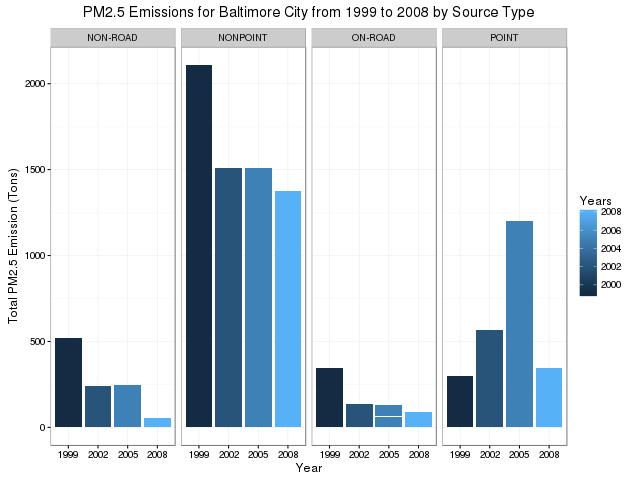 PM2.5 Emissions for Baltimore City from 1999 to 2008 by Source Type
NON-ROAD NONPOINT ON-ROAD POINT
Total PM2.5 Emission (Tons)
2000
1500
1000
500
0
1999 2002 2005 2008 1999 2002 2005 2008 1999 2002 2005 2008 1999 2002 2005 2008
Year
Years
2008
2006
2004
2002
2000